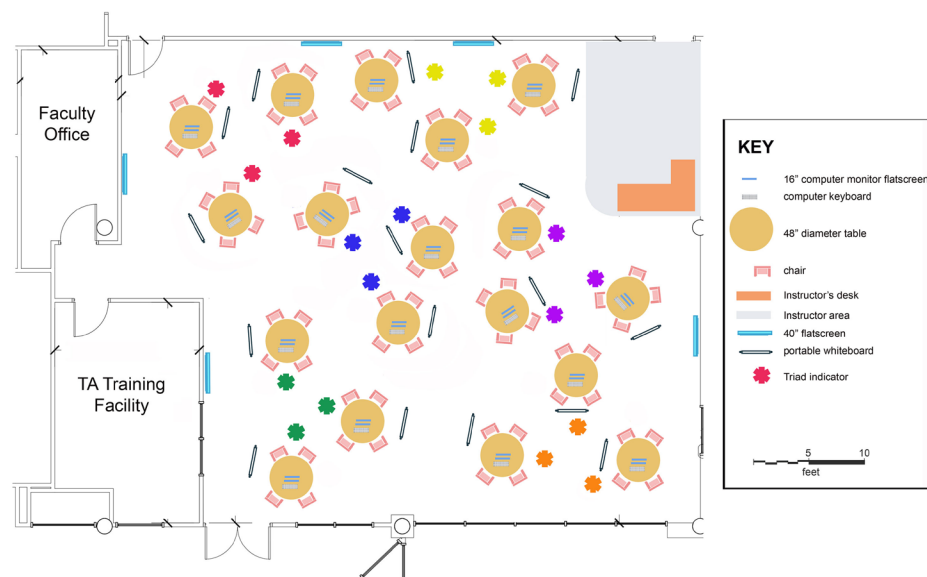 Faculty
Office
TA Training
Facility
KEY
16" computer monitor flatscreen
computer keyboard
48" diameter table
chair
Instructor's desk
Instructor area
40" flatscreen
portable whiteboard
Triad indicator
5 10
feet